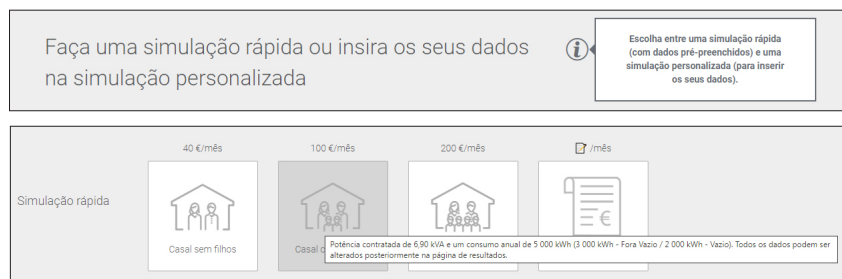 Faça uma simulação rápida ou insira os seus dados
na simulação personalizada
i
Escolha entre uma simulação rápida
(com dados pré-preenchidos) e uma
simulação personalizada (para inserir
os seus dados).
40 €/mês
100 €/mês
200 €/mês
/mês
Simulação rápida
€
Casal sem filhos
Casal
Potência contratada de 6,90 kVA e um consumo anual de 5 000 kWh (3 000 kWh - Fora Vazio / 2 000 kWh - Vazio). Todos os dados podem ser
alterados posteriormente na página de resultados.